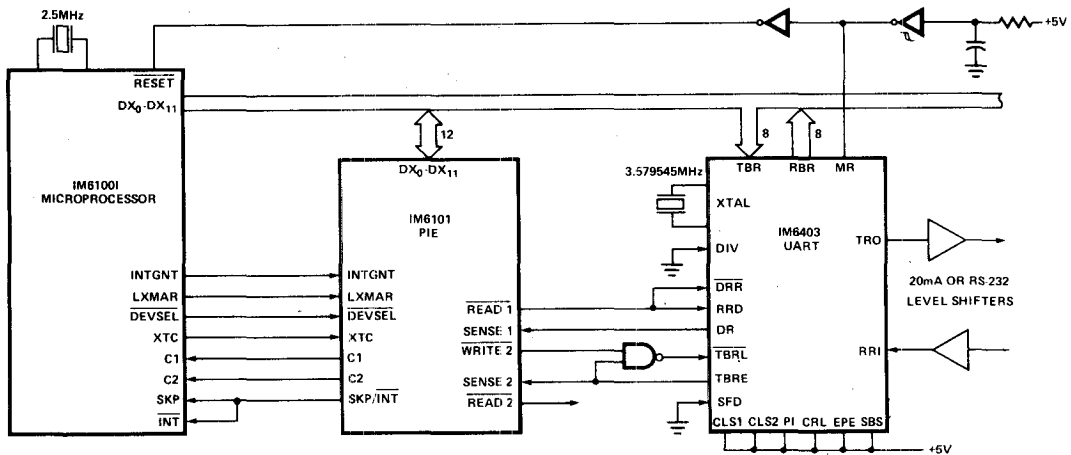 2.5MHz
+5V
RESET
DX0-DX11
IM6100I
MICROPROCESSOR
INTGNT
LXMAR
DEVSEL
XTC
C1
C2
SKP
INT
12
DX0-DX11
IM6101
PIE
INTGNT
LXMAR
DEVSEL
XTC
C1
C2
SKP/INT
READ 1
SENSE 1
WRITE 2
SENSE 2
READ 2
8
8
3.579545MHz
TBR RBR MR
XTAL
IM6403
UART
DIV
DRR
RRD
DR
TBRL
TBRE
SFD
TRO
RRI
CLS1 CLS2 PI CRL EPE SBS
20mA OR RS-232
LEVEL SHIFTERS
+5V